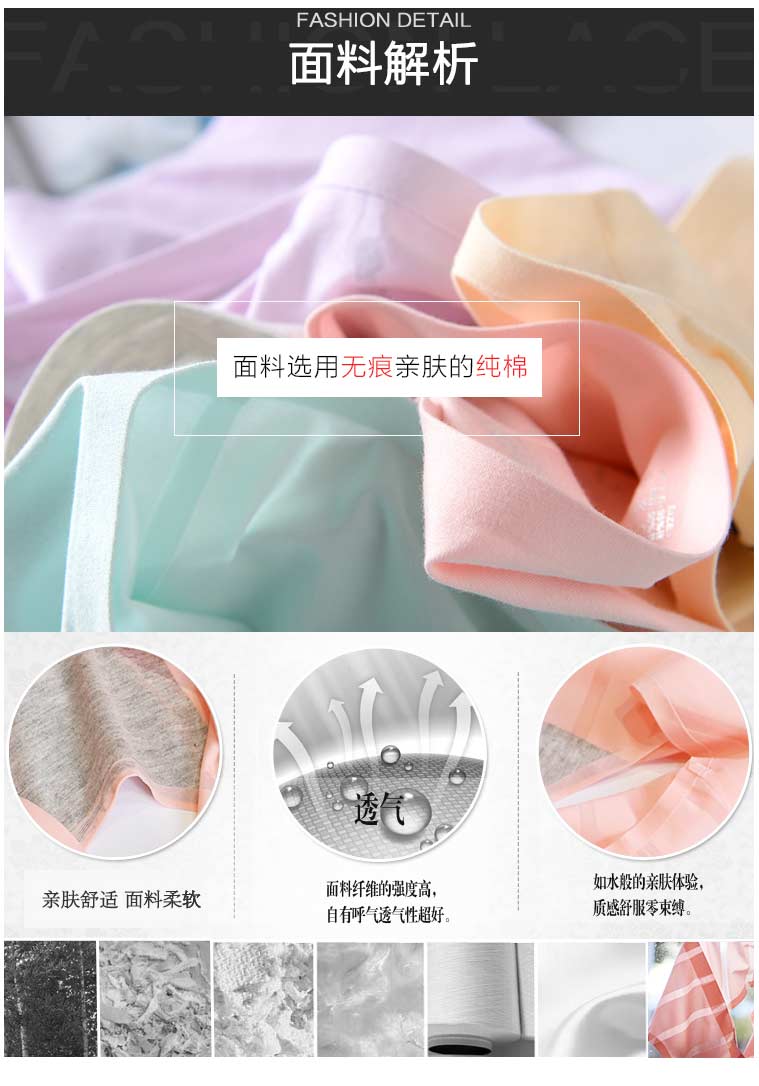 FASHION DETAIL
FASHION LACE
面料解析
面料选用无痕亲肤的纯棉
透气
亲肤舒适 面料柔软
面料纤维的强度高，
自有呼气透气性超好。
如水般的亲肤体验，
质感舒服零束缚。